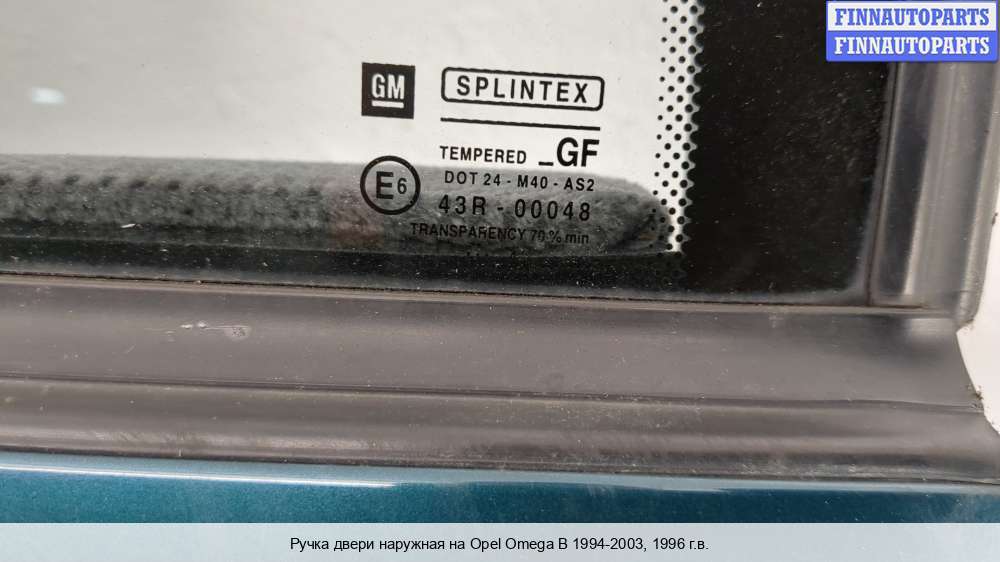 FINNAUTOPARTS
FINNAUTOPARTS
GM
SPLINTEX
TEMPERED _GF
E6
DOT 24 - M40 - AS2
43R - 00048
TRANSPARENCY 70 % min
Ручка двери наружная на Opel Omega B 1994-2003, 1996 г.в.